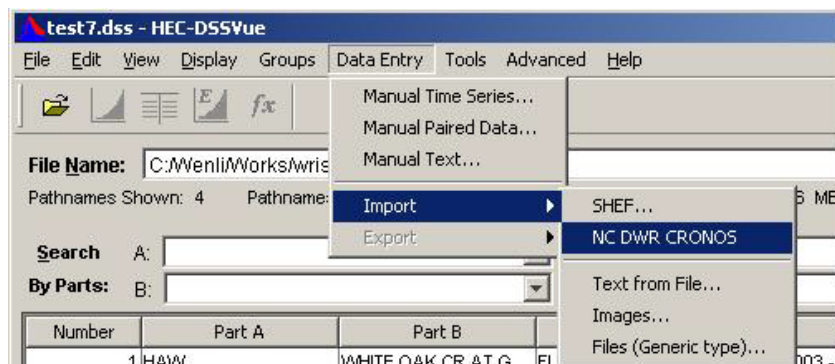 test7.dss - HEC-DSSVue
File Edit View Display Groups Data Entry Tools Advanced Help
Manual Time Series...
Manual Paired Data...
Manual Text...
Import
Export
SHEF...
NC DWR CRONOS
Text from File...
Images...
Files (Generic type)...
E
fx
File Name: C:/Wenli/Works/wris
Pathnames Shown: 4 Pathname
Search A:
By Parts: B:
Number Part A Part B
1 HAW WHITE OAK CR AT G